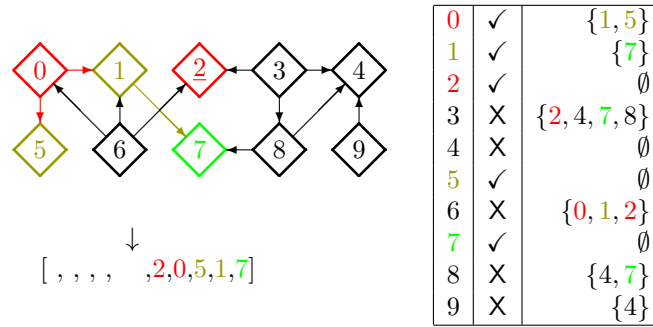 0 1 2 3 4
5 6 7 8 9
↓
[ , , , , ,2,0,5,1,7]
0 ✓ {1, 5}
1 ✓ {7}
2 ✓ ∅
3 X {2, 4, 7, 8}
4 X ∅
5 ✓ ∅
6 X {0, 1, 2}
7 ✓ ∅
8 X {4, 7}
9 X {4}